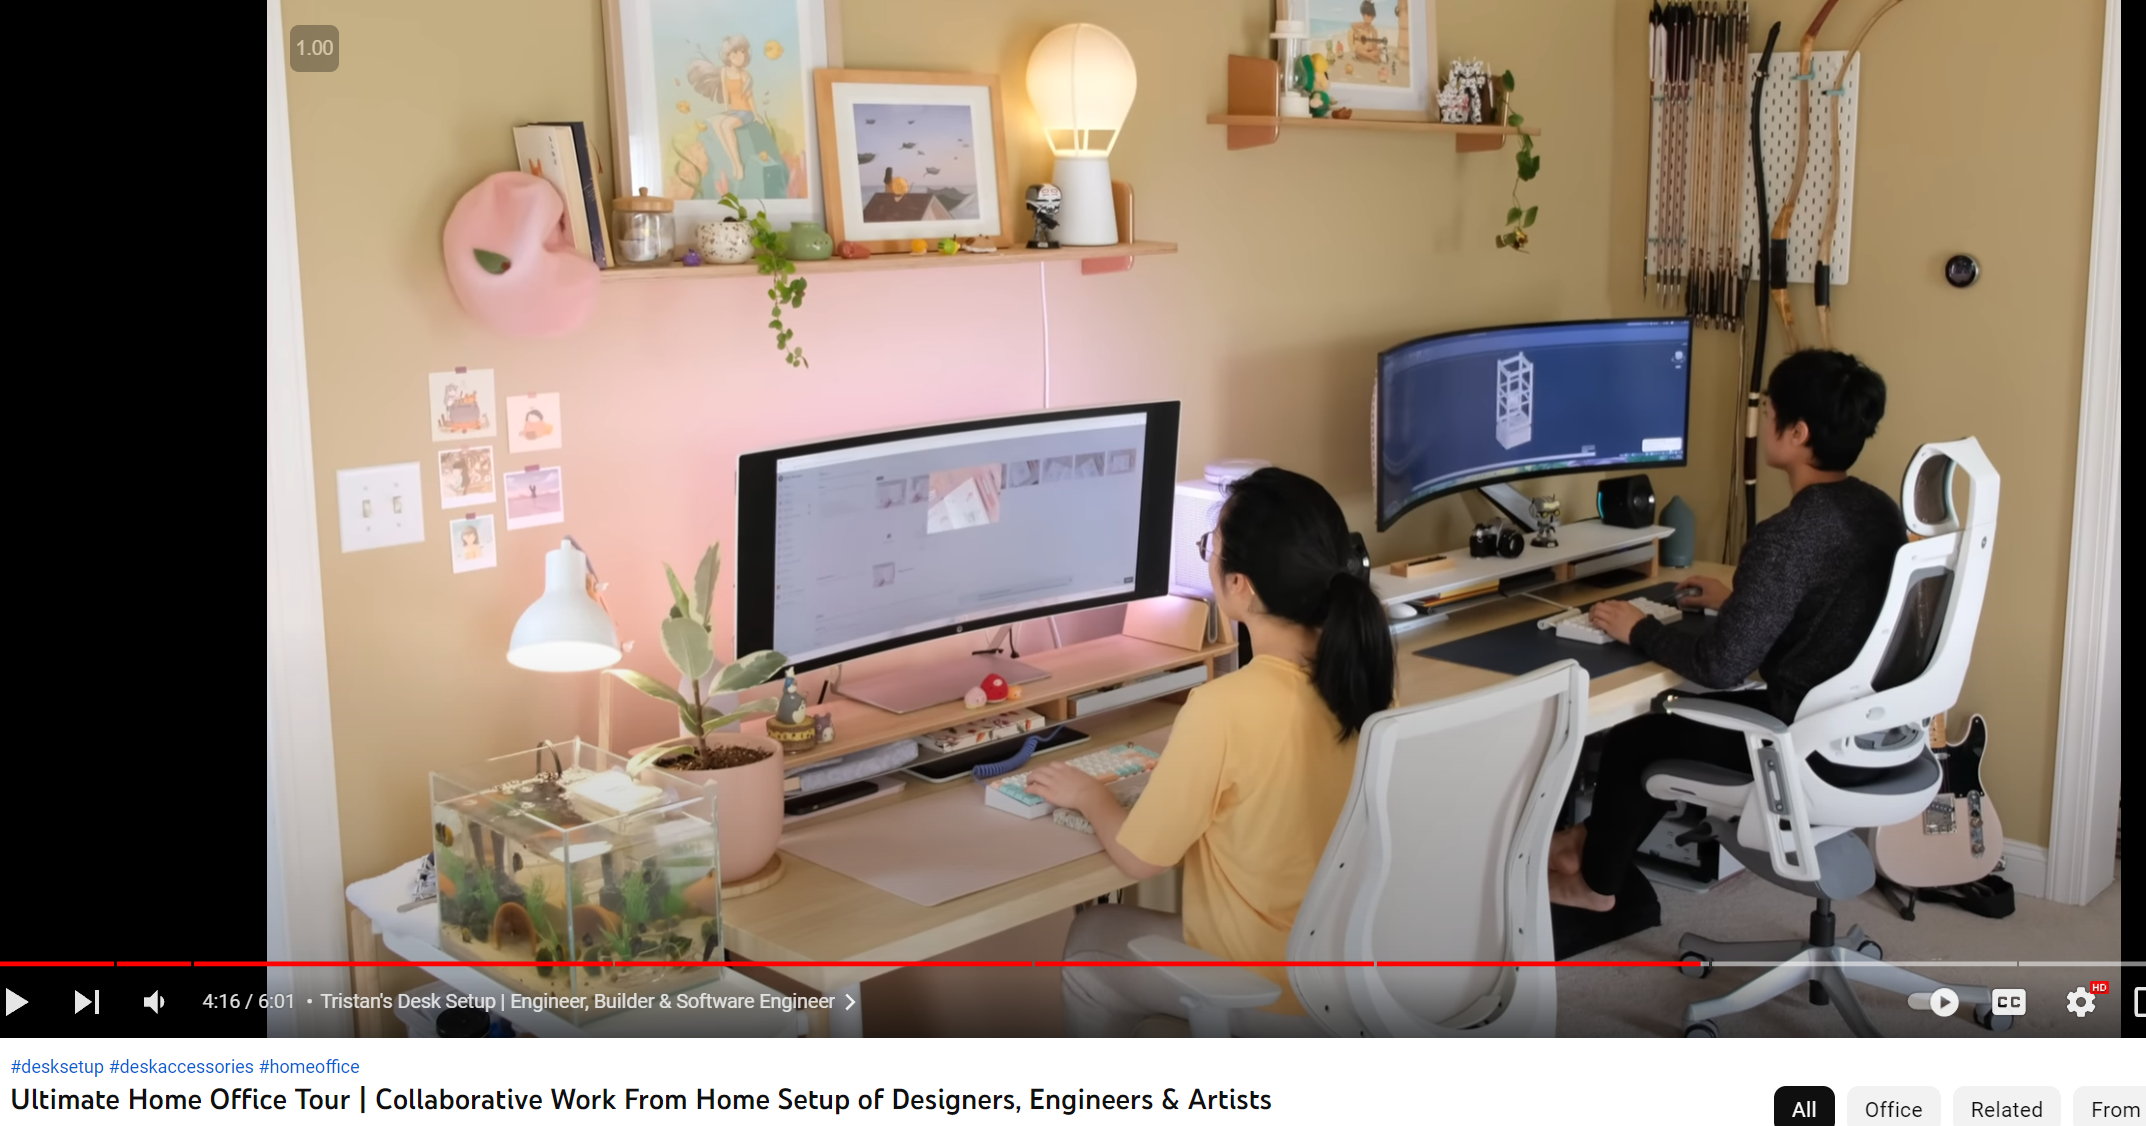 1.00
4:16 / 6:01 • Tristan's Desk Setup | Engineer, Builder & Software Engineer
CC
HD
#desksetup #deskaccessories #homeoffice
Ultimate Home Office Tour | Collaborative Work From Home Setup of Designers, Engineers & Artists
All
Office
Related
From